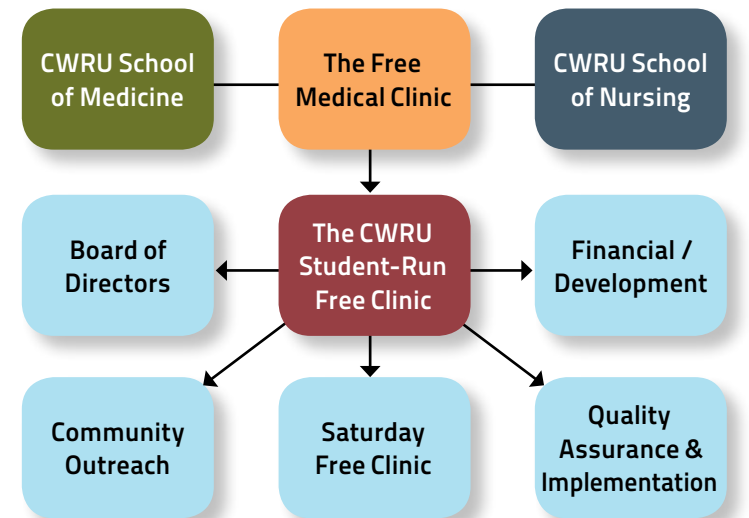 CWRU School
of Medicine
The Free
Medical Clinic
CWRU School
of Nursing
Board of
Directors
The CWRU
Student-Run
Free Clinic
Financial /
Development
Community
Outreach
Saturday
Free Clinic
Quality
Assurance &
Implementation